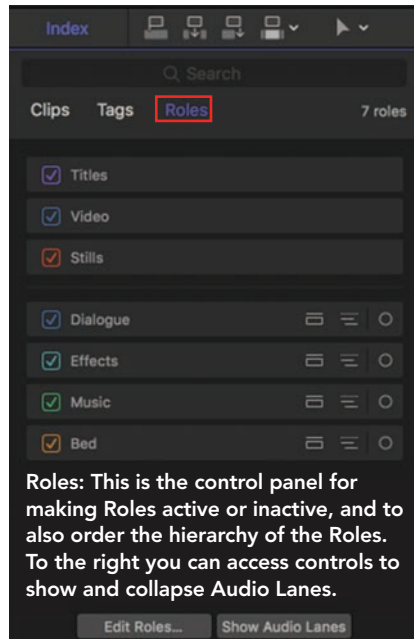 Index
Search
Clips Tags Roles 7 roles
Titles
Video
Stills
Dialogue
Effects
Music
Bed
Roles: This is the control panel for
making Roles active or inactive, and to
also order the hierarchy of the Roles.
To the right you can access controls to
show and collapse Audio Lanes.
Edit Roles... Show Audio Lanes